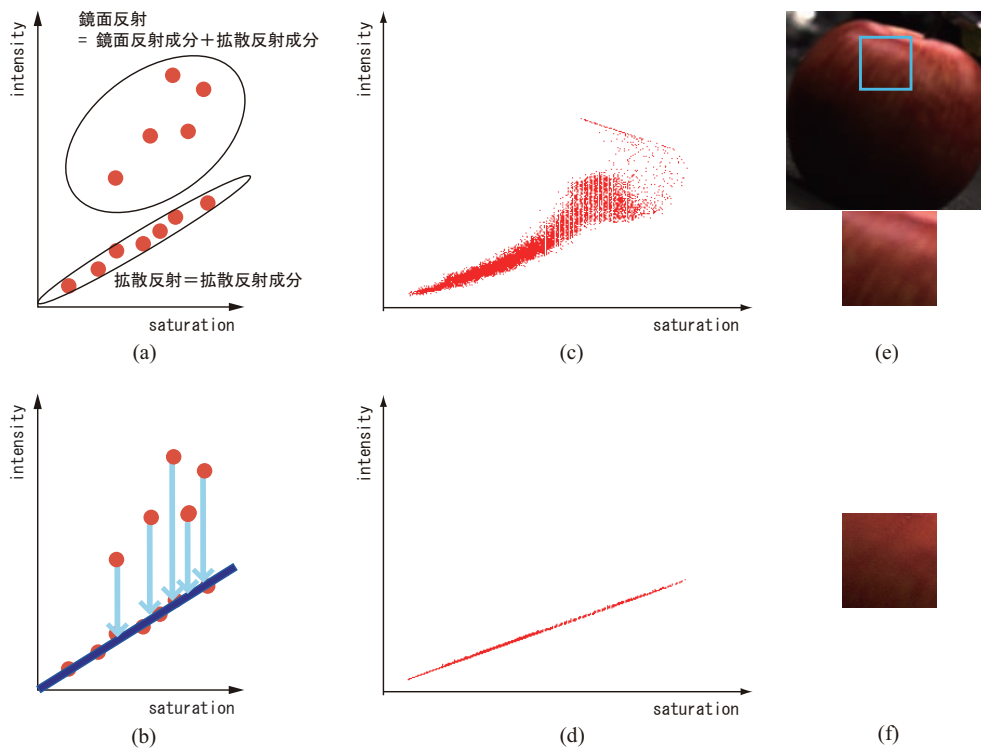 鏡面反射
= 鏡面反射成分＋拡散反射成分
intensity
拡散反射＝拡散反射成分
saturation
(a)
intensity
saturation
(c)
(e)
intensity
saturation
(b)
intensity
saturation
(d)
(f)